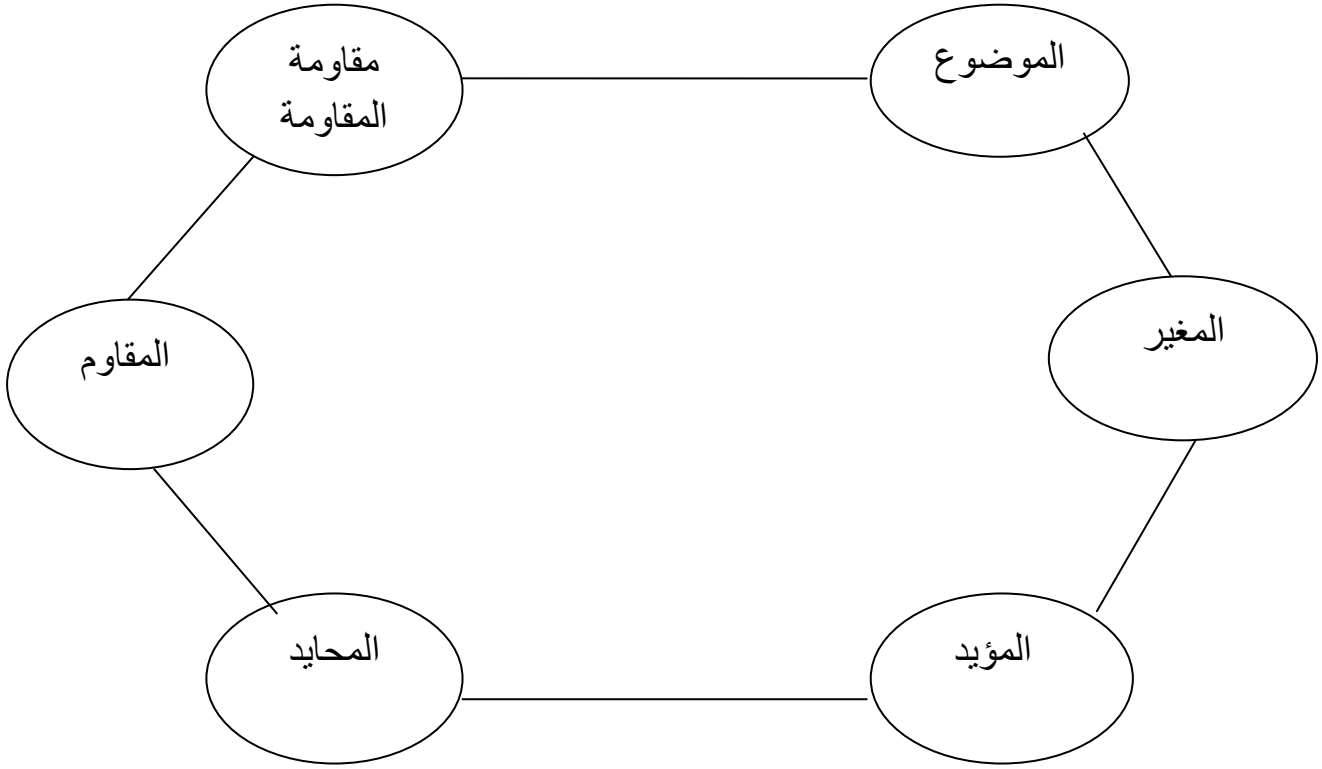 الموضوع
مقاومة
المقاومة
المغير
المقاوم
المؤيد
المحايد